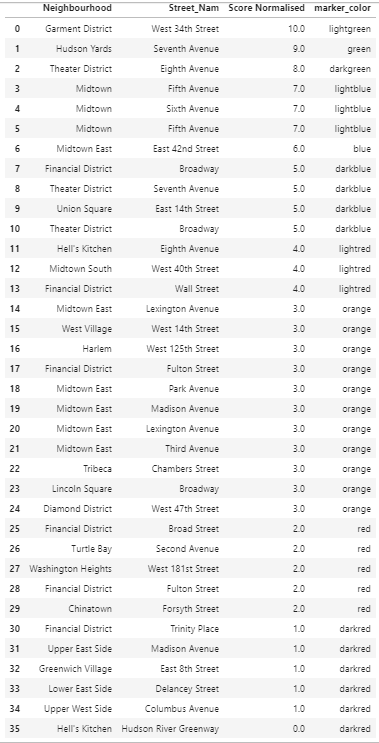 Neighbourhood Street_Nam Score Normalised marker_color
0 Garment District West 34th Street 10.0 lightgreen
1 Hudson Yards Seventh Avenue 9.0 green
2 Theater District Eighth Avenue 8.0 darkgreen
3 Midtown Fifth Avenue 7.0 lightblue
4 Midtown Sixth Avenue 7.0 lightblue
5 Midtown Fifth Avenue 7.0 lightblue
6 Midtown East East 42nd Street 6.0 blue
7 Financial District Broadway 5.0 darkblue
8 Theater District Seventh Avenue 5.0 darkblue
9 Union Square East 14th Street 5.0 darkblue
10 Theater District Broadway 5.0 darkblue
11 Hell's Kitchen Eighth Avenue 4.0 lightred
12 Midtown South West 40th Street 4.0 lightred
13 Financial District Wall Street 4.0 lightred
14 Midtown East Lexington Avenue 3.0 orange
15 West Village West 14th Street 3.0 orange
16 Harlem West 125th Street 3.0 orange
17 Financial District Fulton Street 3.0 orange
18 Midtown East Park Avenue 3.0 orange
19 Midtown East Madison Avenue 3.0 orange
20 Midtown East Lexington Avenue 3.0 orange
21 Midtown East Third Avenue 3.0 orange
22 Tribeca Chambers Street 3.0 orange
23 Lincoln Square Broadway 3.0 orange
24 Diamond District West 47th Street 3.0 orange
25 Financial District Broad Street 2.0 red
26 Turtle Bay Second Avenue 2.0 red
27 Washington Heights West 181st Street 2.0 red
28 Financial District Fulton Street 2.0 red
29 Chinatown Forsyth Street 2.0 red
30 Financial District Trinity Place 1.0 darkred
31 Upper East Side Madison Avenue 1.0 darkred
32 Greenwich Village East 8th Street 1.0 darkred
33 Lower East Side Delancey Street 1.0 darkred
34 Upper West Side Columbus Avenue 1.0 darkred
35 Hell's Kitchen Hudson River Greenway 0.0 darkred